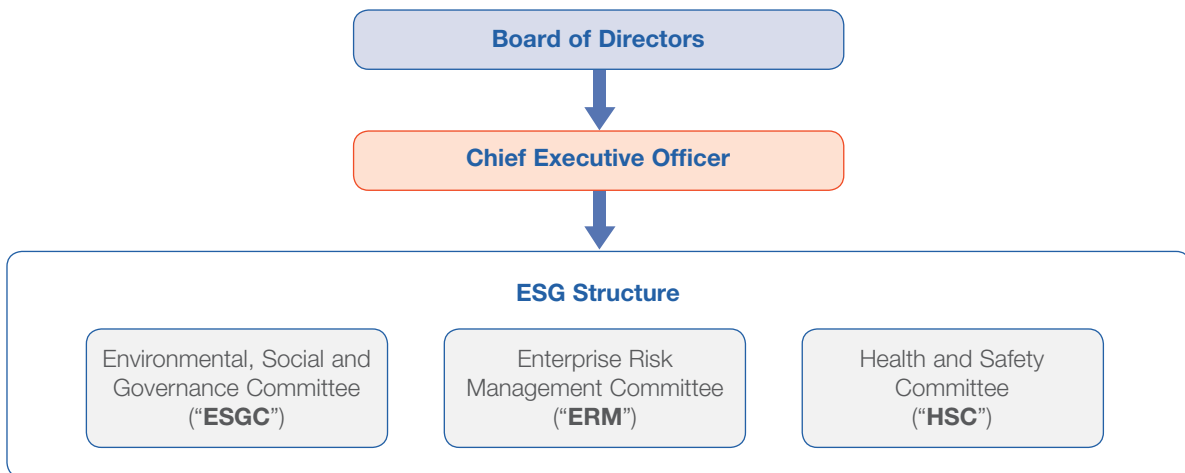 Board of Directors
Chief Executive Officer
ESG Structure
Environmental, Social and
Governance Committee
(“ESGC”)
Enterprise Risk
Management Committee
(“ERM”)
Health and Safety
Committee
(“HSC”)